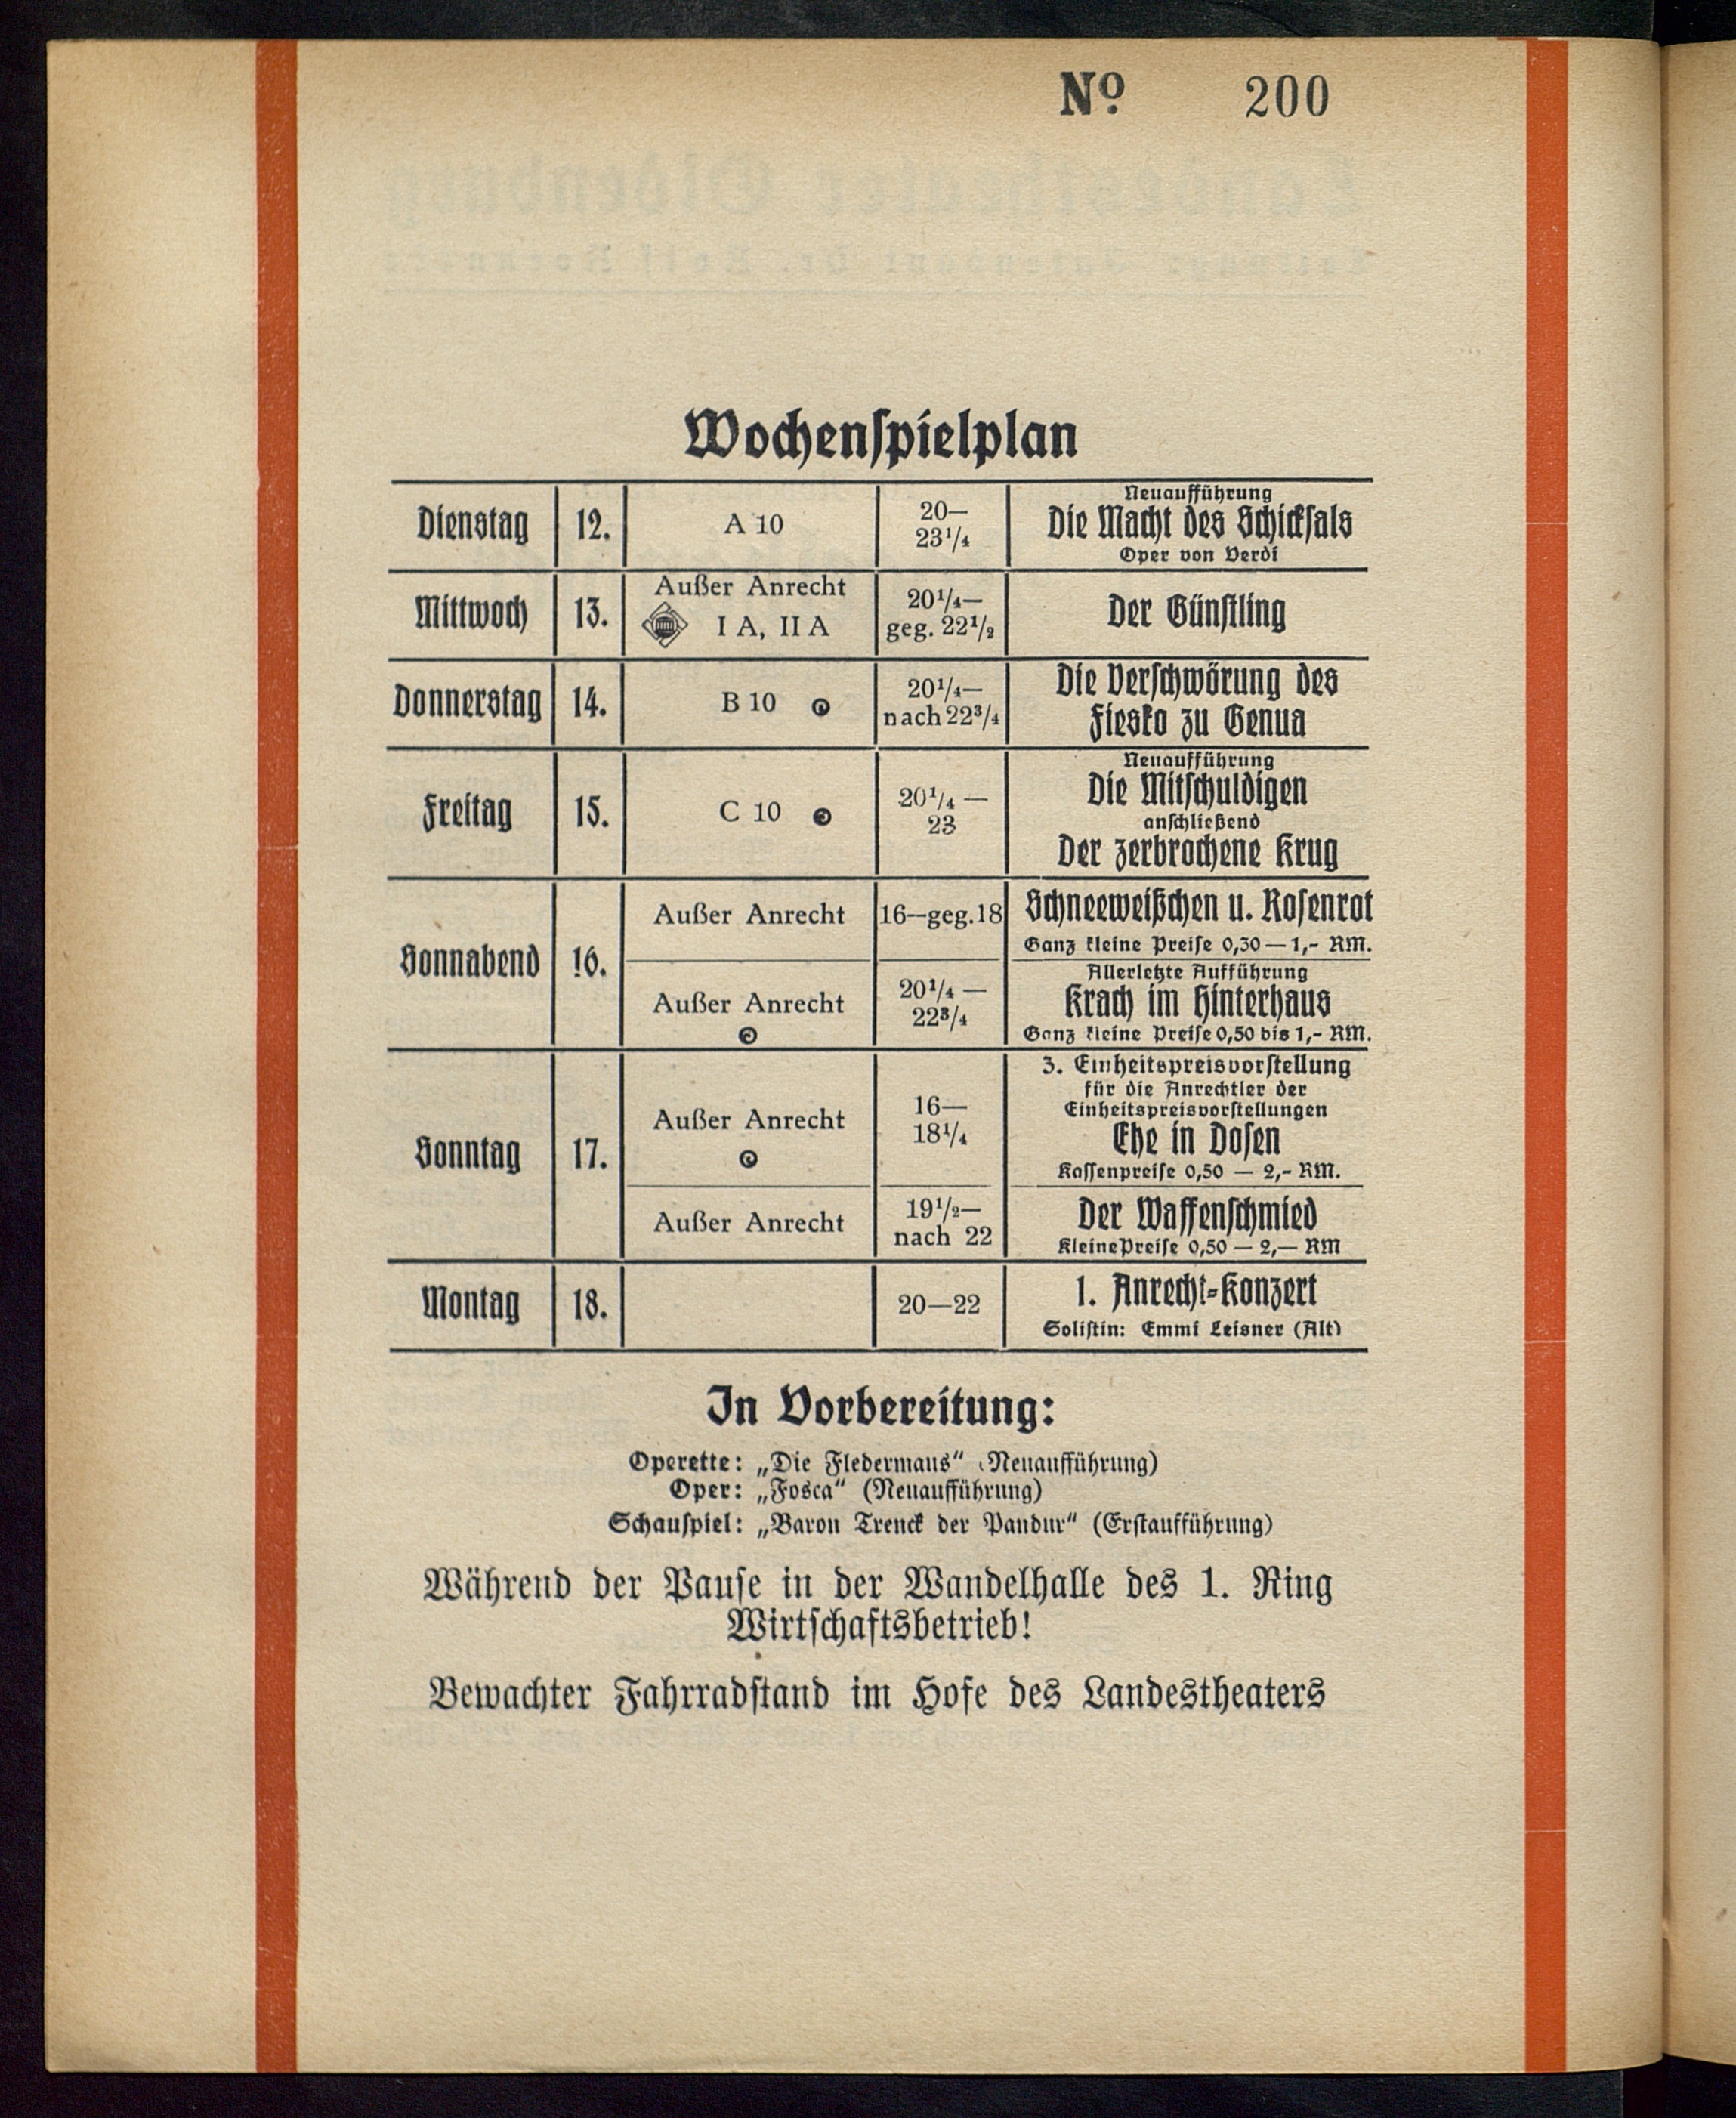 Nº 200
Wochenspielplan
Dienstag 12. A 10 20— 23¹/₄ Neuaufführung
Die Macht des Schicksals
Oper von Verdi
Mittwoch 13. Außer Anrecht
I A, II A 20¹/₄— geg. 22¹/₂ Der Günstling
Donnerstag 14. B 10 20¹/₄— nach 22³/₄ Die Verschwörung des
Fiesko zu Genua
Freitag 15. C 10 20¹/₄— 23 Neuaufführung
Die Mitschuldigen
anschließend
Der zerbrochene Krug
Sonnabend 16. Außer Anrecht 16—geg.18 Schneeweißchen u. Rosenrot
Ganz kleine Preise 0,30 — 1,- RM.
Außer Anrecht 20¹/₄ — 22³/₄ Allerletzte Aufführung
Krach im Hinterhaus
Ganz kleine Preise 0,50 bis 1,- RM.
Sonntag 17. Außer Anrecht 16— 18¹/₄ 3. Einheitspreisvorstellung
für die Anrechtler der
Einheitspreisvorstellungen
Ehe in Dosen
Kassenpreise 0,50 — 2,- RM.
Außer Anrecht 19¹/₂— nach 22 Der Waffenschmied
Kleine Preise 0,50 — 2,— RM
Montag 18. 20—22 1. Anrecht-Konzert
Solistin: Emmi Leisner (Alt)
In Vorbereitung:
Operette: „Die Fledermaus“ (Neuaufführung)
Oper: „Fosca“ (Neuaufführung)
Schauspiel: „Baron Trenck der Pandur“ (Erstaufführung)
Während der Pause in der Wandelhalle des 1. Ring
Wirtschaftsbetrieb!
Bewachter Fahrradstand im Hofe des Landestheaters